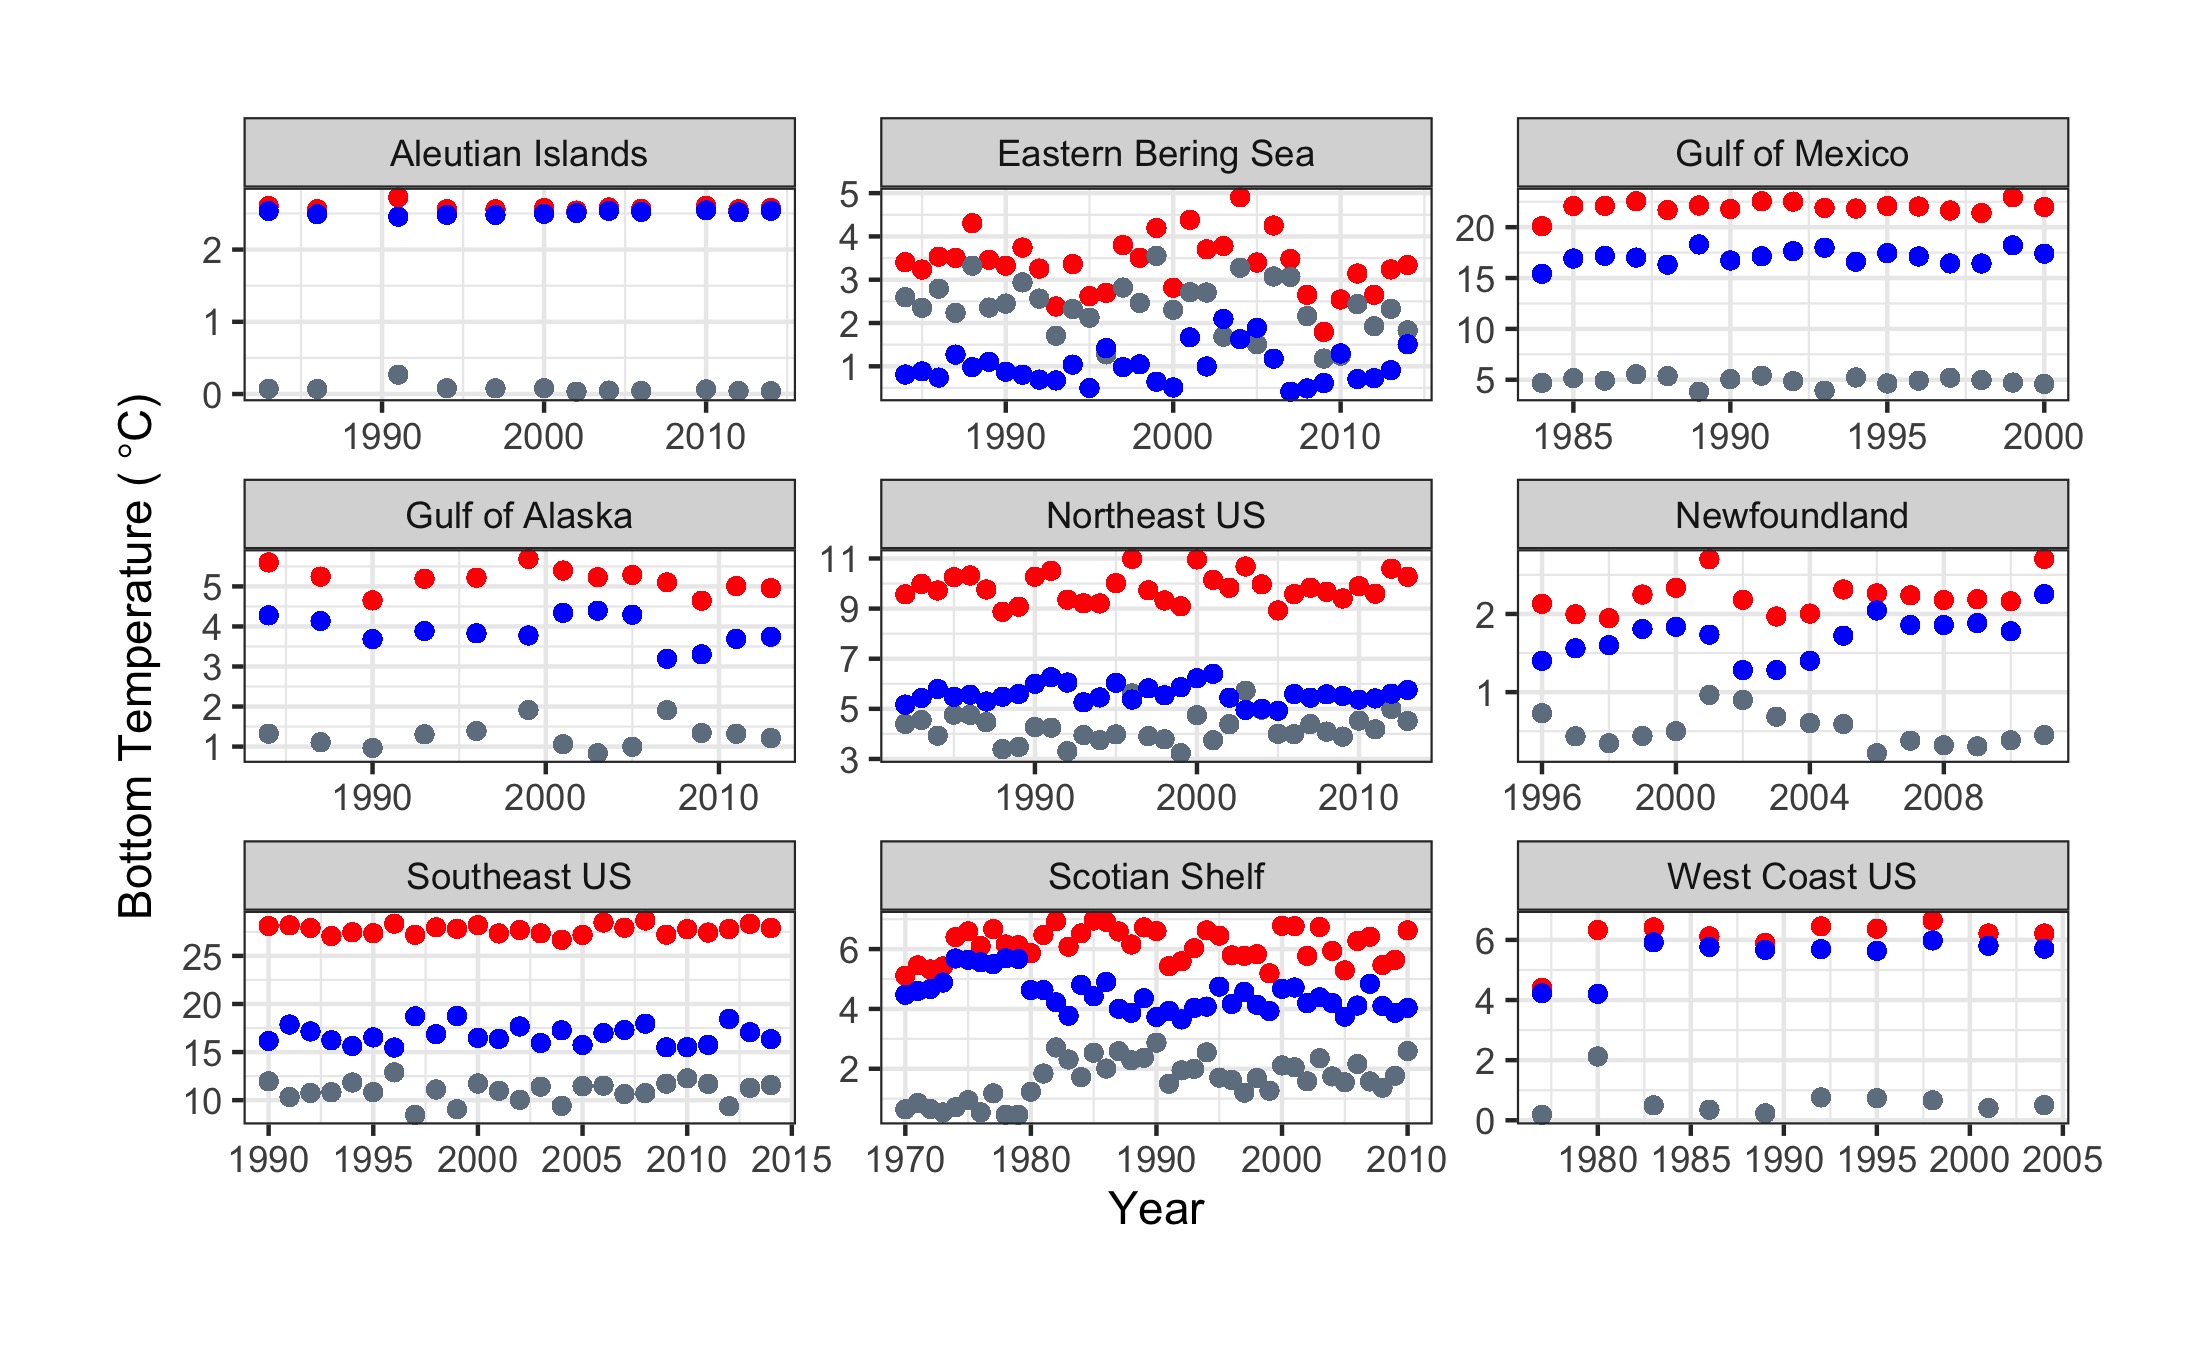 Aleutian Islands
Eastern Bering Sea
Gulf of Mexico
2
1
0
5
4
3
2
1
20
15
10
5
1990 2000 2010
1990 2000 2010
1985 1990 1995 2000
Gulf of Alaska
Northeast US
Newfoundland
5
4
3
2
1
11
9
7
5
3
2
1
1990 2000 2010
1990 2000 2010
1996 2000 2004 2008
Southeast US
Scotian Shelf
West Coast US
25
20
15
10
6
4
2
6
4
2
0
1990 1995 2000 2005 2010 2015
1970 1980 1990 2000 2010
1980 1985 1990 1995 2000 2005
Bottom Temperature ( °C)
Year